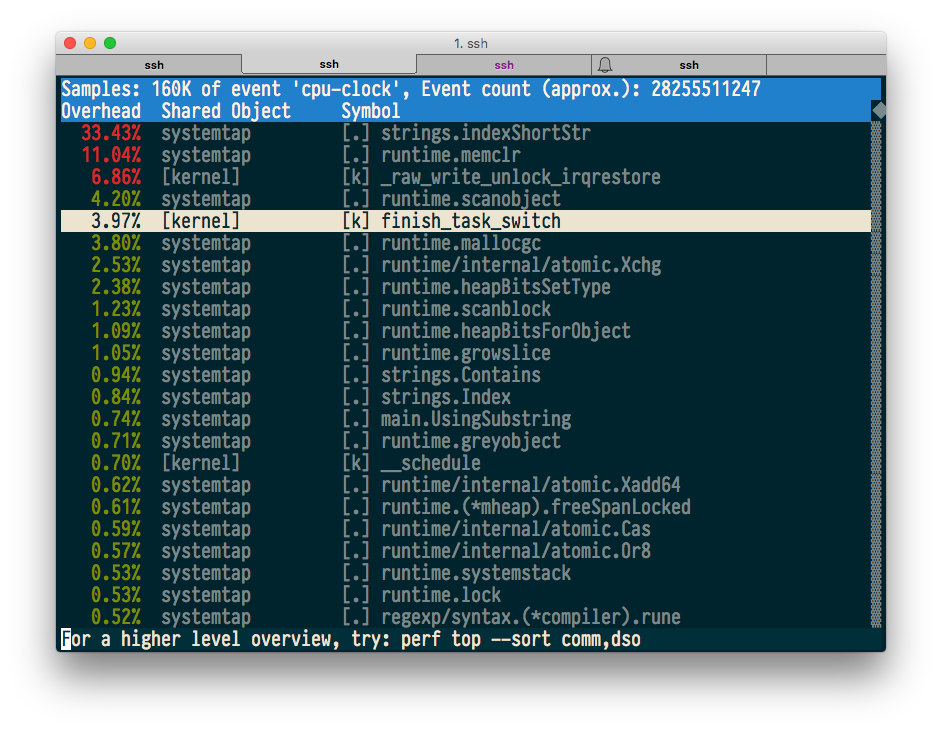 1. ssh
ssh ssh ssh ssh
Samples: 160K of event 'cpu-clock', Event count (approx.): 28255511247
Overhead Shared Object Symbol
33.43% systemtap [.] strings.indexShortStr
11.04% systemtap [.] runtime.memclr
6.86% [kernel] [k] _raw_write_unlock_irqrestore
4.20% systemtap [.] runtime.scanobject
3.97% [kernel] [k] finish_task_switch
3.80% systemtap [.] runtime.mallocgc
2.53% systemtap [.] runtime/internal/atomic.Xchg
2.38% systemtap [.] runtime.heapBitsSetType
1.23% systemtap [.] runtime.scanblock
1.09% systemtap [.] runtime.heapBitsForObject
1.05% systemtap [.] runtime.growslice
0.94% systemtap [.] strings.Contains
0.84% systemtap [.] strings.Index
0.74% systemtap [.] main.UsingSubstring
0.71% systemtap [.] runtime.greyobject
0.70% [kernel] [k] __schedule
0.62% systemtap [.] runtime/internal/atomic.Xadd64
0.61% systemtap [.] runtime.(*mheap).freeSpanLocked
0.59% systemtap [.] runtime/internal/atomic.Cas
0.57% systemtap [.] runtime/internal/atomic.Or8
0.53% systemtap [.] runtime.systemstack
0.53% systemtap [.] runtime.lock
0.52% systemtap [.] regexp/syntax.(*compiler).rune
For a higher level overview, try: perf top --sort comm,dso